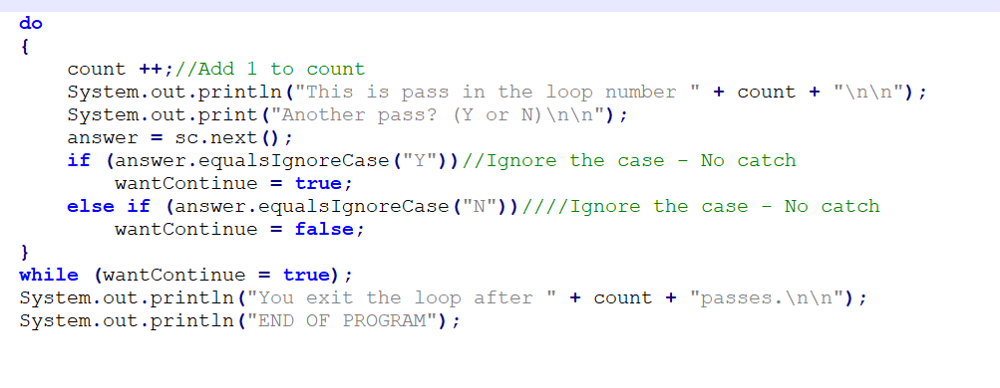 do
{
count ++;//Add 1 to count
System.out.println("This is pass in the loop number " + count + "\n\n");
System.out.print("Another pass? (Y or N)\n\n");
answer = sc.next();
if (answer.equalsIgnoreCase("Y"))//Ignore the case - No catch
wantContinue = true;
else if (answer.equalsIgnoreCase("N"))////Ignore the case - No catch
wantContinue = false;
}
while (wantContinue = true);
System.out.println("You exit the loop after " + count + "passes.\n\n");
System.out.println("END OF PROGRAM");